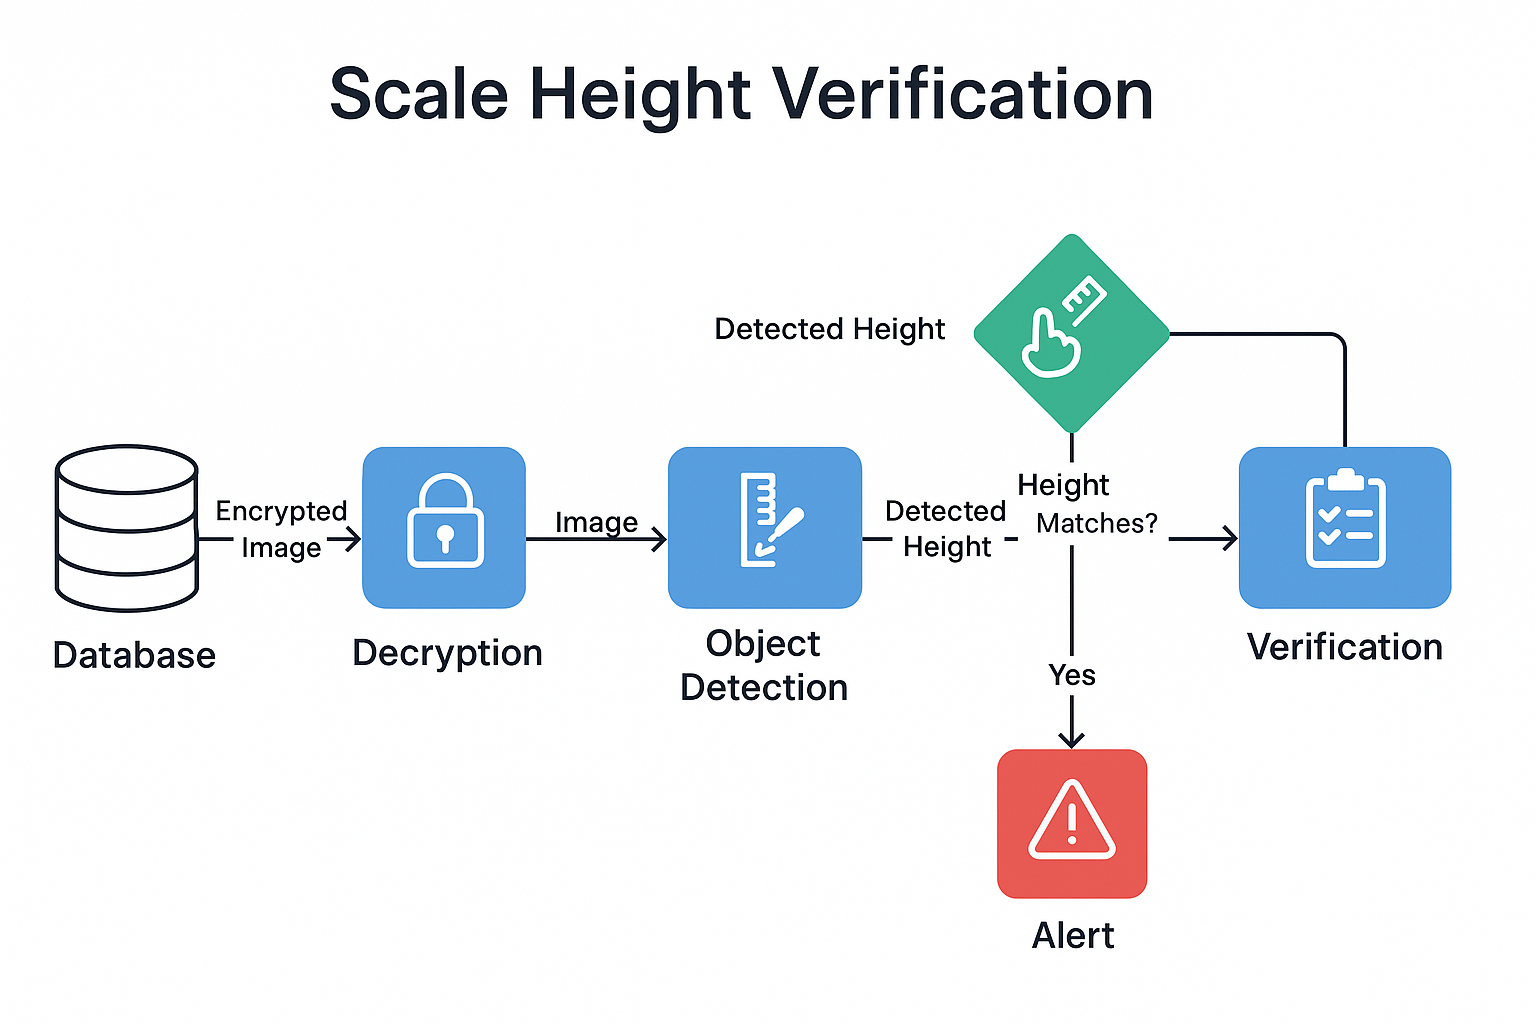 Scale Height Verification
Detected Height
Encrypted
Image
Image
Detected
Height
Height
Matches?
Database
Decryption
Object
Detection
Yes
Verification
Alert